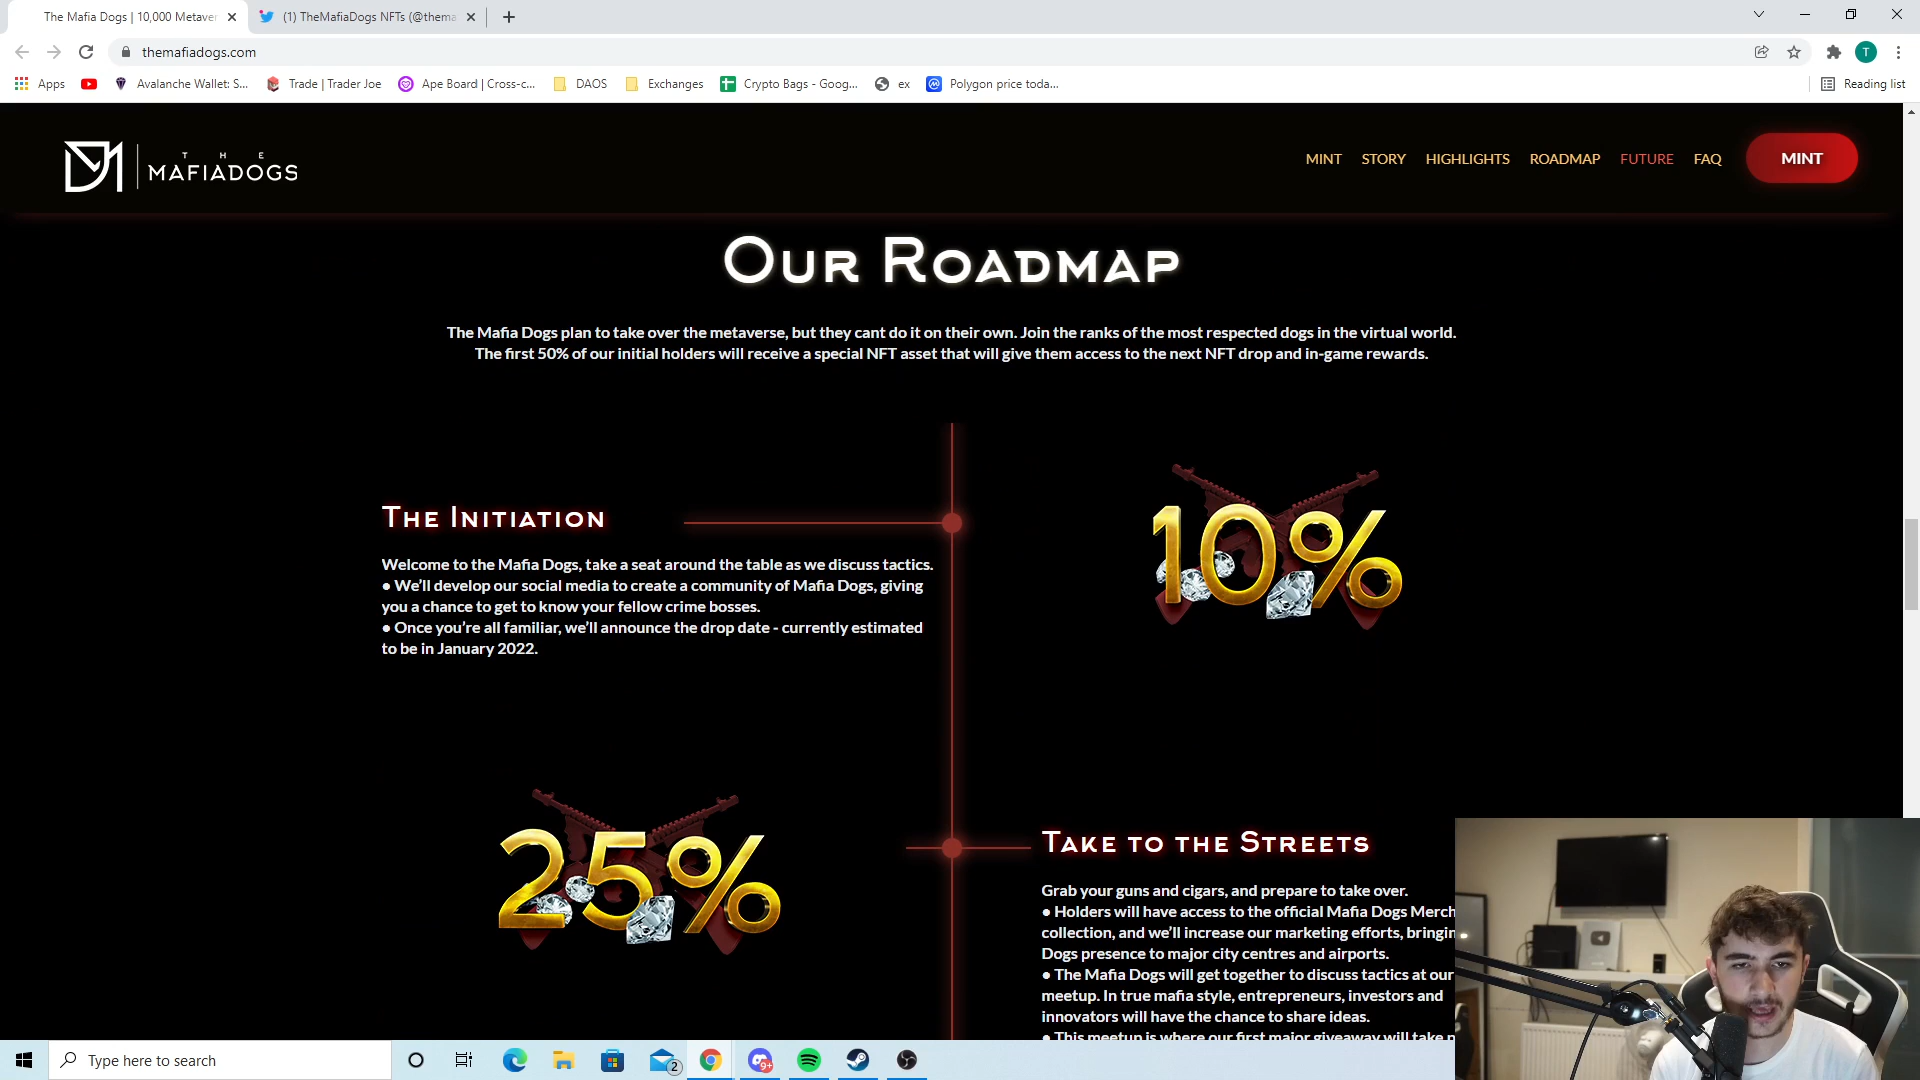 The Mafia Dogs | 10,000 Metaver
(1) TheMafiaDogs NFTs (@thema
themafiadogs.com
T
Apps
Avalanche Wallet: S...
Trade | Trader Joe
Ape Board | Cross-c...
DAOS
Exchanges
Crypto Bags - Goog...
ex
Polygon price toda...
Reading list
THE
MAFIADOGS
MINT
STORY
HIGHLIGHTS
ROADMAP
FUTURE
FAQ
MINT
Our Roadmap
The Mafia Dogs plan to take over the metaverse, but they cant do it on their own. Join the ranks of the most respected dogs in the virtual world.
The first 50% of our initial holders will receive a special NFT asset that will give them access to the next NFT drop and in-game rewards.
The Initiation
Welcome to the Mafia Dogs, take a seat around the table as we discuss tactics.
● We'll develop our social media to create a community of Mafia Dogs, giving
you a chance to get to know your fellow crime bosses.
● Once you're all familiar, we'll announce the drop date - currently estimated
to be in January 2022.
10%
25%
Take to the Streets
Grab your guns and cigars, and prepare to take over.
● Holders will have access to the official Mafia Dogs Merch
collection, and we'll increase our marketing efforts, bringin
Dogs presence to major city centres and airports.
● The Mafia Dogs will get together to discuss tactics at our
meetup. In true mafia style, entrepreneurs, investors and
innovators will have the chance to share ideas.
● This meetup is where our first major giveaway will take p
Type here to search
2
9+